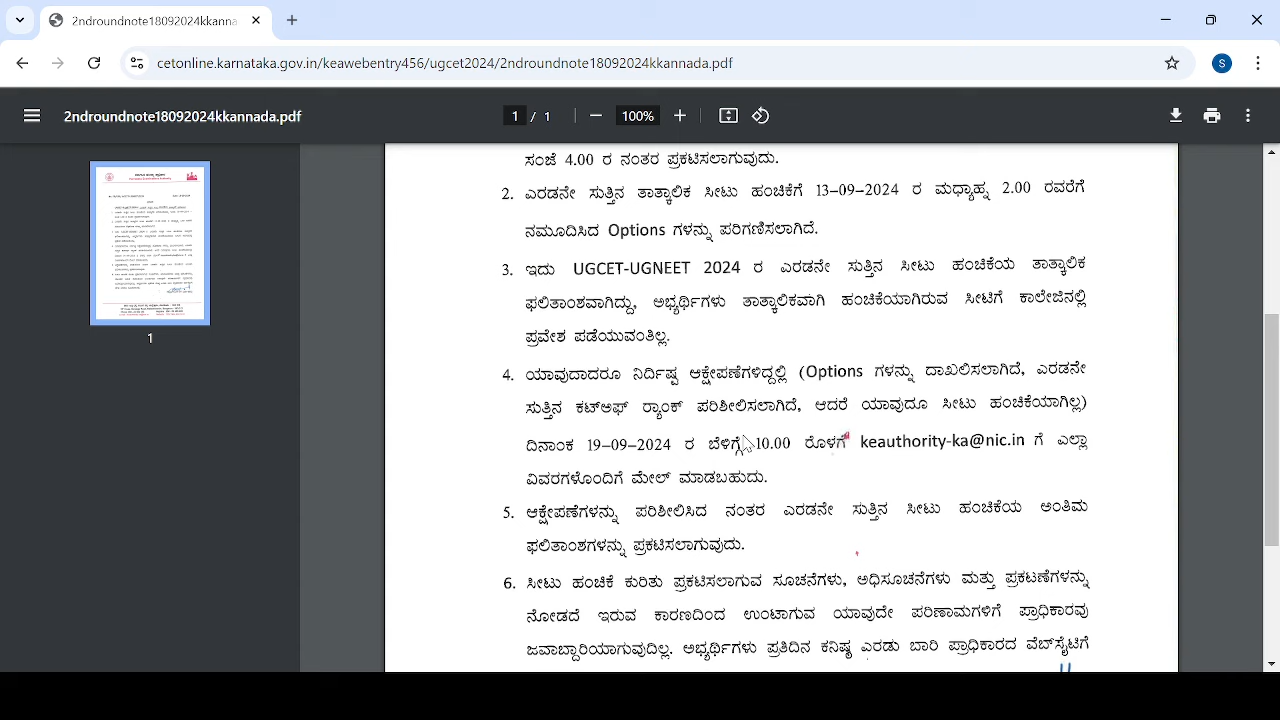 2ndroundnote18092024kkanna
cetonline.karnataka.gov.in/keawebentry456/ugcet2024/2ndroundnote18092024kkannada.pdf
S
2ndroundnote18092024kkannada.pdf
1 / 1
100%
1
ಸಂಜೆ 4.00 ರ ನಂತರ ಪ್ರಕಟಿಸಲಾಗುವುದು.
2. ಎರಡನೇ ಸುತ್ತಿನ ತಾತ್ಕಾಲಿಕ ಸೀಟು ಹಂಚಿಕೆಗೆ 13–09–2024 ರ ಮಧ್ಯಾಹ್ನ 2.00 ರವರೆಗೆ
ನಮೂದಿಸಿದ Options ಗಳನ್ನು ಪರಿಗಣಿಸಲಾಗಿದೆ.
3. ಇದು UGCET-UGNEET 2024 ರ ಎರಡನೇ ಸುತ್ತಿನ ಸೀಟು ಹಂಚಿಕೆಯ ತಾತ್ಕಾಲಿಕ
ಫಲಿತಾಂಶವಾಗಿದ್ದು, ಅಭ್ಯರ್ಥಿಗಳು ತಾತ್ಕಾಲಿಕವಾಗಿ ಹಂಚಿಕೆಯಾಗಿರುವ ಸೀಟಿಗೆ ಕಾಲೇಜಿನಲ್ಲಿ
ಪ್ರವೇಶ ಪಡೆಯುವಂತಿಲ್ಲ.
4. ಯಾವುದಾದರೂ ನಿರ್ದಿಷ್ಟ ಆಕ್ಷೇಪಣೆಗಳಿದ್ದಲ್ಲಿ (Options ಗಳನ್ನು ದಾಖಲಿಸಲಾಗಿದೆ, ಎರಡನೇ
ಸುತ್ತಿನ ಕಟ್‌ಆಫ್ ರ‍್ಯಾಂಕ್ ಪರಿಶೀಲಿಸಲಾಗಿದೆ, ಆದರೆ ಯಾವುದೂ ಸೀಟು ಹಂಚಿಕೆಯಾಗಿಲ್ಲ)
ದಿನಾಂಕ 19–09–2024 ರ ಬೆಳಿಗ್ಗೆ 10.00 ರೊಳಗೆ keauthority-ka@nic.in ಗೆ ಎಲ್ಲಾ
ವಿವರಗಳೊಂದಿಗೆ ಮೇಲ್ ಮಾಡಬಹುದು.
5. ಆಕ್ಷೇಪಣೆಗಳನ್ನು ಪರಿಶೀಲಿಸಿದ ನಂತರ ಎರಡನೇ ಸುತ್ತಿನ ಸೀಟು ಹಂಚಿಕೆಯ ಅಂತಿಮ
ಫಲಿತಾಂಶಗಳನ್ನು ಪ್ರಕಟಿಸಲಾಗುವುದು.
6. ಸೀಟು ಹಂಚಿಕೆ ಕುರಿತು ಪ್ರಕಟಿಸಲಾಗುವ ಸೂಚನೆಗಳು, ಅಧಿಸೂಚನೆಗಳು ಮತ್ತು ಪ್ರಕಟಣೆಗಳನ್ನು
ನೋಡದೆ ಇರುವ ಕಾರಣದಿಂದ ಉಂಟಾಗುವ ಯಾವುದೇ ಪರಿಣಾಮಗಳಿಗೆ ಪ್ರಾಧಿಕಾರವು
ಜವಾಬ್ದಾರಿಯಾಗುವುದಿಲ್ಲ. ಅಭ್ಯರ್ಥಿಗಳು ಪ್ರತಿದಿನ ಕನಿಷ್ಠ ಎರಡು ಬಾರಿ ಪ್ರಾಧಿಕಾರದ ವೆಬ್‌ಸೈಟಿಗೆ